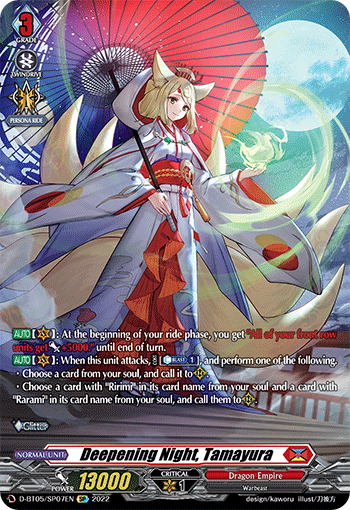 3
GRADE
TWINDRIVE
PERSONA RIDE
AUTO : At the beginning of your ride phase, you get "All of your front row
units get +5000." until end of turn.
AUTO : When this unit attacks, [BLAST 1], and perform one of the following.
・Choose a card from your soul, and call it to .
・Choose a card with "Ririmi" in its card name from your soul and a card with
"Rarami" in its card name from your soul, and call them to .
Glitter
NORMAL UNIT
Deepening Night, Tamayura
POWER
13000
CRITICAL
1
Dragon Empire
Warbeast
D-BT05/SP07EN SP 2022
design/kaworu illust/刀彼方